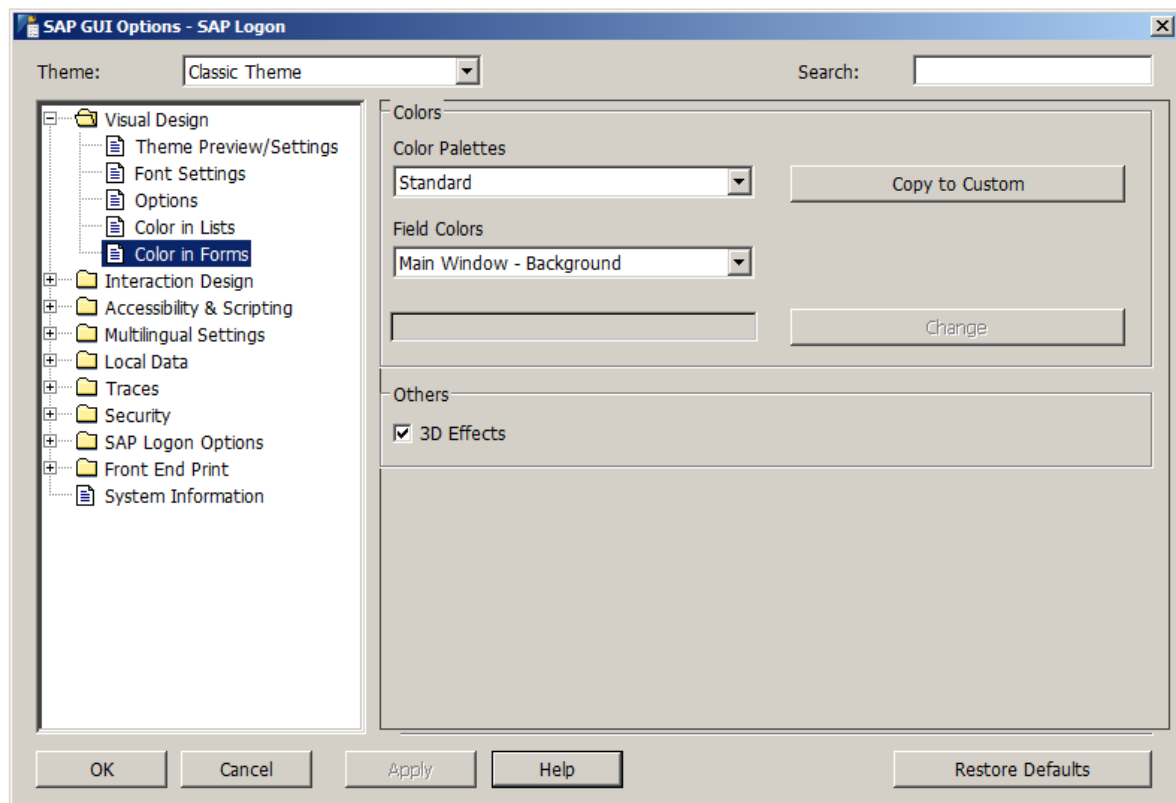 SAP GUI Options - SAP Logon
Theme: Classic Theme Search:
Visual Design
Theme Preview/Settings
Font Settings
Options
Color in Lists
Color in Forms
Interaction Design
Accessibility & Scripting
Multilingual Settings
Local Data
Traces
Security
SAP Logon Options
Front End Print
System Information
Colors
Color Palettes
Standard Copy to Custom
Field Colors
Main Window - Background
Change
Others
3D Effects
OK Cancel Apply Help Restore Defaults